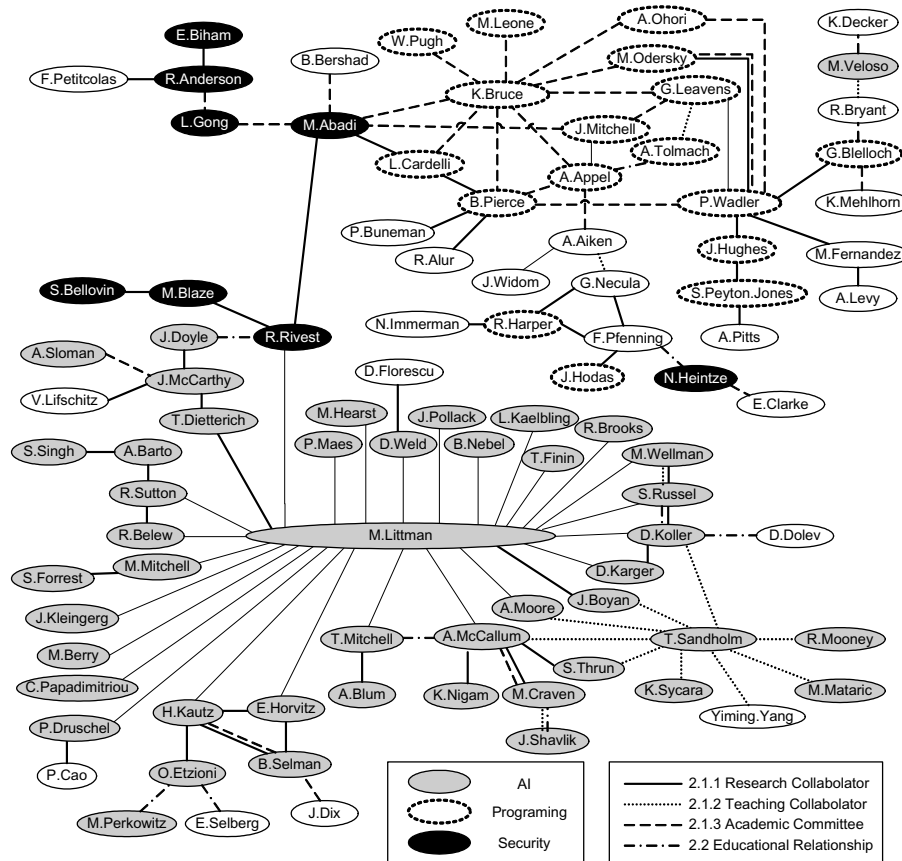 E.Biham
M.Leone
A.Ohori
K.Decker
W.Pugh
F.Petitcolas
R.Anderson
B.Bershad
M.Odersky
M.Veloso
K.Bruce
G.Leavens
R.Bryant
L.Gong
M.Abadi
J.Mitchell
L.Cardelli
A.Tolmach
G.Blelloch
A.Appel
B.Pierce
P.Wadler
K.Mehlhorn
P.Buneman
A.Aiken
J.Hughes
M.Fernandez
R.Alur
J.Widom
G.Necula
S.Bellovin
M.Blaze
S.Peyton.Jones
A.Levy
N.Immerman
R.Harper
J.Doyle
R.Rivest
F.Pfenning
A.Pitts
A.Sloman
D.Florescu
J.McCarthy
J.Hodas
N.Heintze
V.Lifschitz
E.Clarke
T.Dietterich
M.Hearst
J.Pollack
L.Kaelbling
R.Brooks
P.Maes
D.Weld
B.Nebel
S.Singh
A.Barto
T.Finin
M.Wellman
R.Sutton
S.Russel
R.Belew
M.Littman
D.Koller
D.Dolev
M.Mitchell
D.Karger
S.Forrest
J.Boyan
J.Kleingerg
A.Moore
T.Mitchell
A.McCallum
T.Sandholm
R.Mooney
M.Berry
S.Thrun
C.Papadimitriou
A.Blum
K.Nigam
M.Craven
K.Sycara
M.Mataric
H.Kautz
E.Horvitz
Yiming.Yang
P.Druschel
J.Shavlik
B.Selman
P.Cao
O.Etzioni
J.Dix
M.Perkowitz
E.Selberg
AI
Programing
Security
2.1.1 Research Collabolator
2.1.2 Teaching Collabolator
2.1.3 Academic Committee
2.2 Educational Relationship